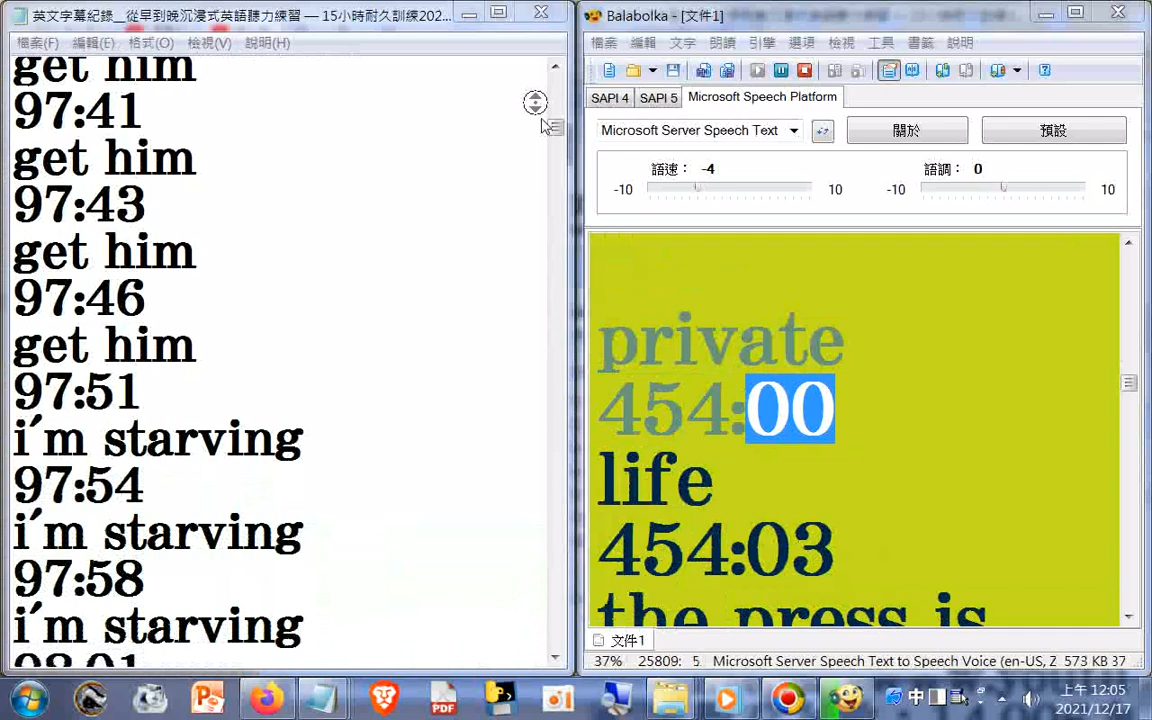 英文字幕紀錄__從早到晚沉浸式英語聽力練習 — 15小時耐久訓練202...
檔案(F) 編輯(E) 格式(O) 檢視(V) 說明(H)
get him
97:41
get him
97:43
get him
97:46
get him
97:51
i'm starving
97:54
i'm starving
97:58
i'm starving
98:01
Balabolka - [文件1]
檔案 編輯 文字 朗讀 引擎 選項 檢視 工具 書籤 說明
SAPI 4 SAPI 5 Microsoft Speech Platform
Microsoft Server Speech Text
關於
預設
語速： -4
語調： 0
-10 10
-10 10
private
454:00
life
454:03
the press is
文件1
37% 25809: 5 Microsoft Server Speech Text to Speech Voice (en-US, Z 573 KB 37
PDF
中
上午 12:05
2021/12/17